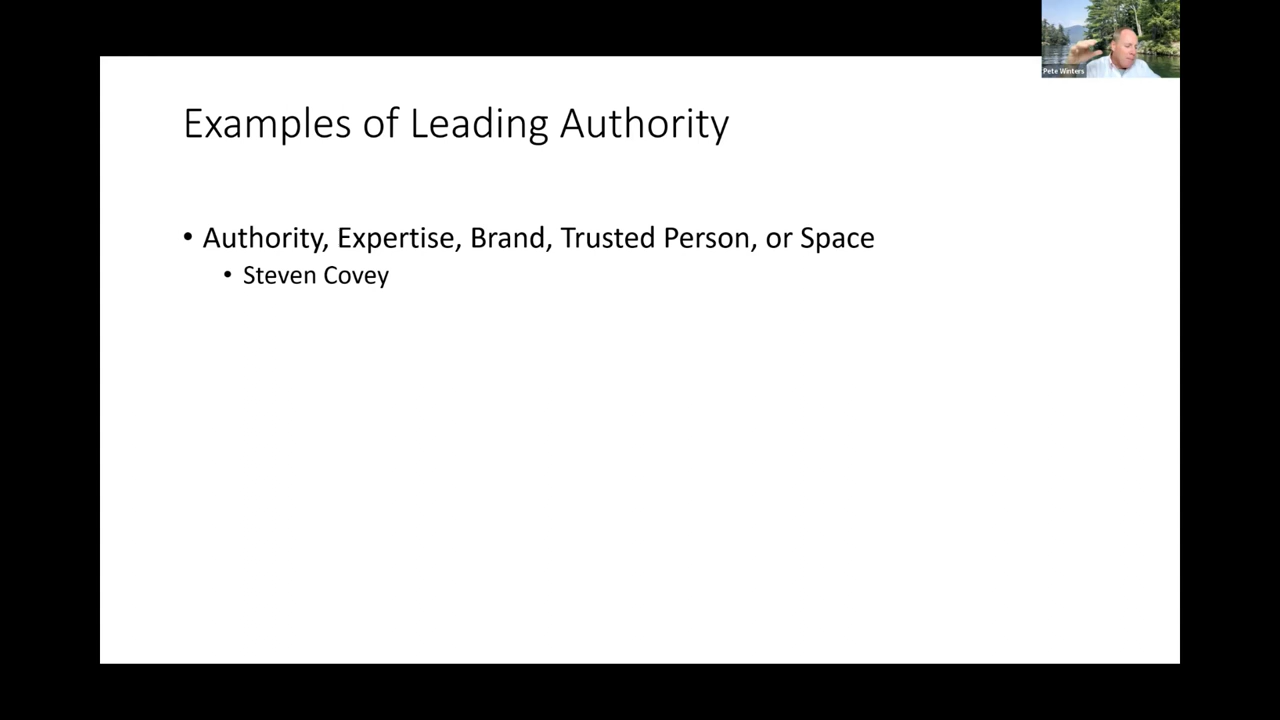 Pete Winters
Examples of Leading Authority
• Authority, Expertise, Brand, Trusted Person, or Space
• Steven Covey